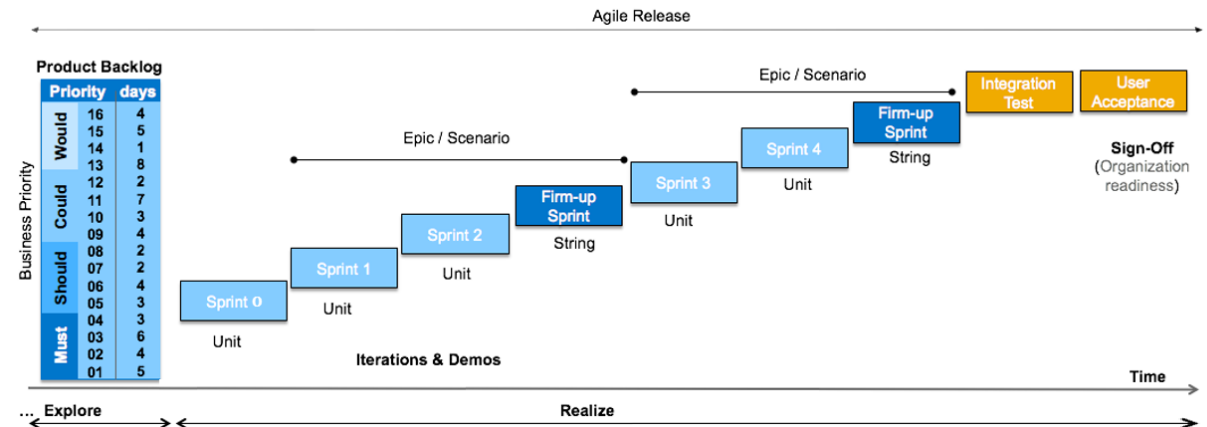 Agile Release
Product Backlog
Priority days
Business Priority
Would
Could
Should
Must
16 4
15 5
14 1
13 8
12 2
11 7
10 3
09 4
08 2
07 2
06 4
05 3
04 3
03 6
02 4
01 5
Sprint 0
Unit
Epic / Scenario
Sprint 1
Unit
Sprint 2
Unit
Firm-up
Sprint
String
Epic / Scenario
Sprint 3
Unit
Sprint 4
Unit
Firm-up
Sprint
String
Integration
Test
User
Acceptance
Sign-Off
(Organization
readiness)
Iterations & Demos
Time
... Explore
Realize